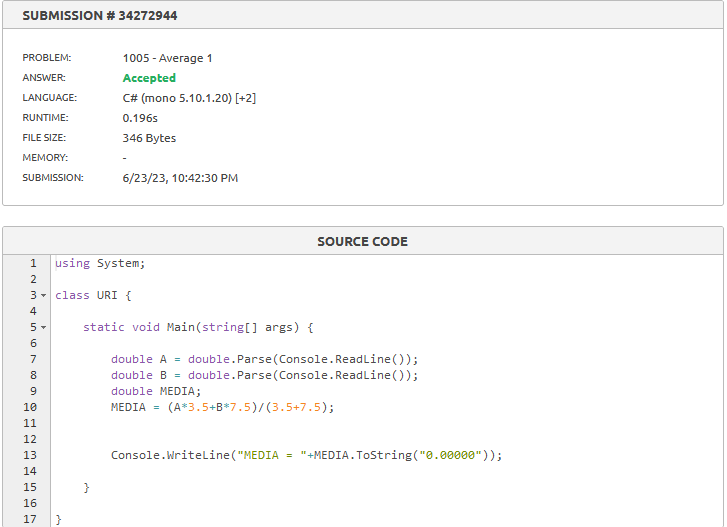 SUBMISSION # 34272944
PROBLEM: 1005 - Average 1
ANSWER: Accepted
LANGUAGE: C# (mono 5.10.1.20) [+2]
RUNTIME: 0.196s
FILE SIZE: 346 Bytes
MEMORY: -
SUBMISSION: 6/23/23, 10:42:30 PM
SOURCE CODE
1 using System;
2
3 class URI {
4
5 static void Main(string[] args) {
6
7 double A = double.Parse(Console.ReadLine());
8 double B = double.Parse(Console.ReadLine());
9 double MEDIA;
10 MEDIA = (A*3.5+B*7.5)/(3.5+7.5);
11
12
13 Console.WriteLine("MEDIA = "+MEDIA.ToString("0.00000"));
14
15 }
16
17 }